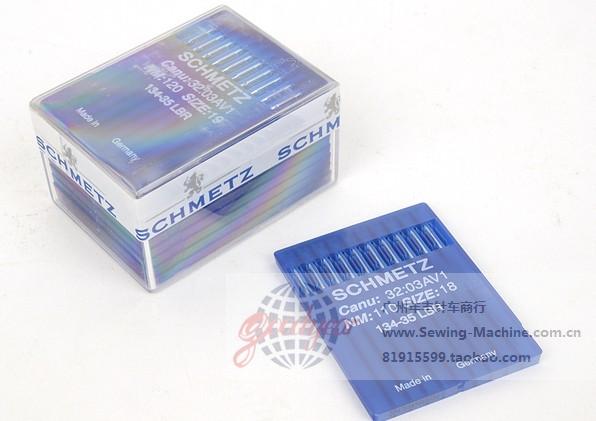 SCHMETZ
Canu: 32:03AV1
NM:120 SIZE:19
134-35 LBR
Made in Germany
SCHMETZ
SCHMETZ
SCHM
SCHMETZ
Canu: 32:03AV1
NM:110 SIZE:18
134-35 LBR
Made in Germany
www.Sewing-Machine.com.cn
81915599.taobao.com